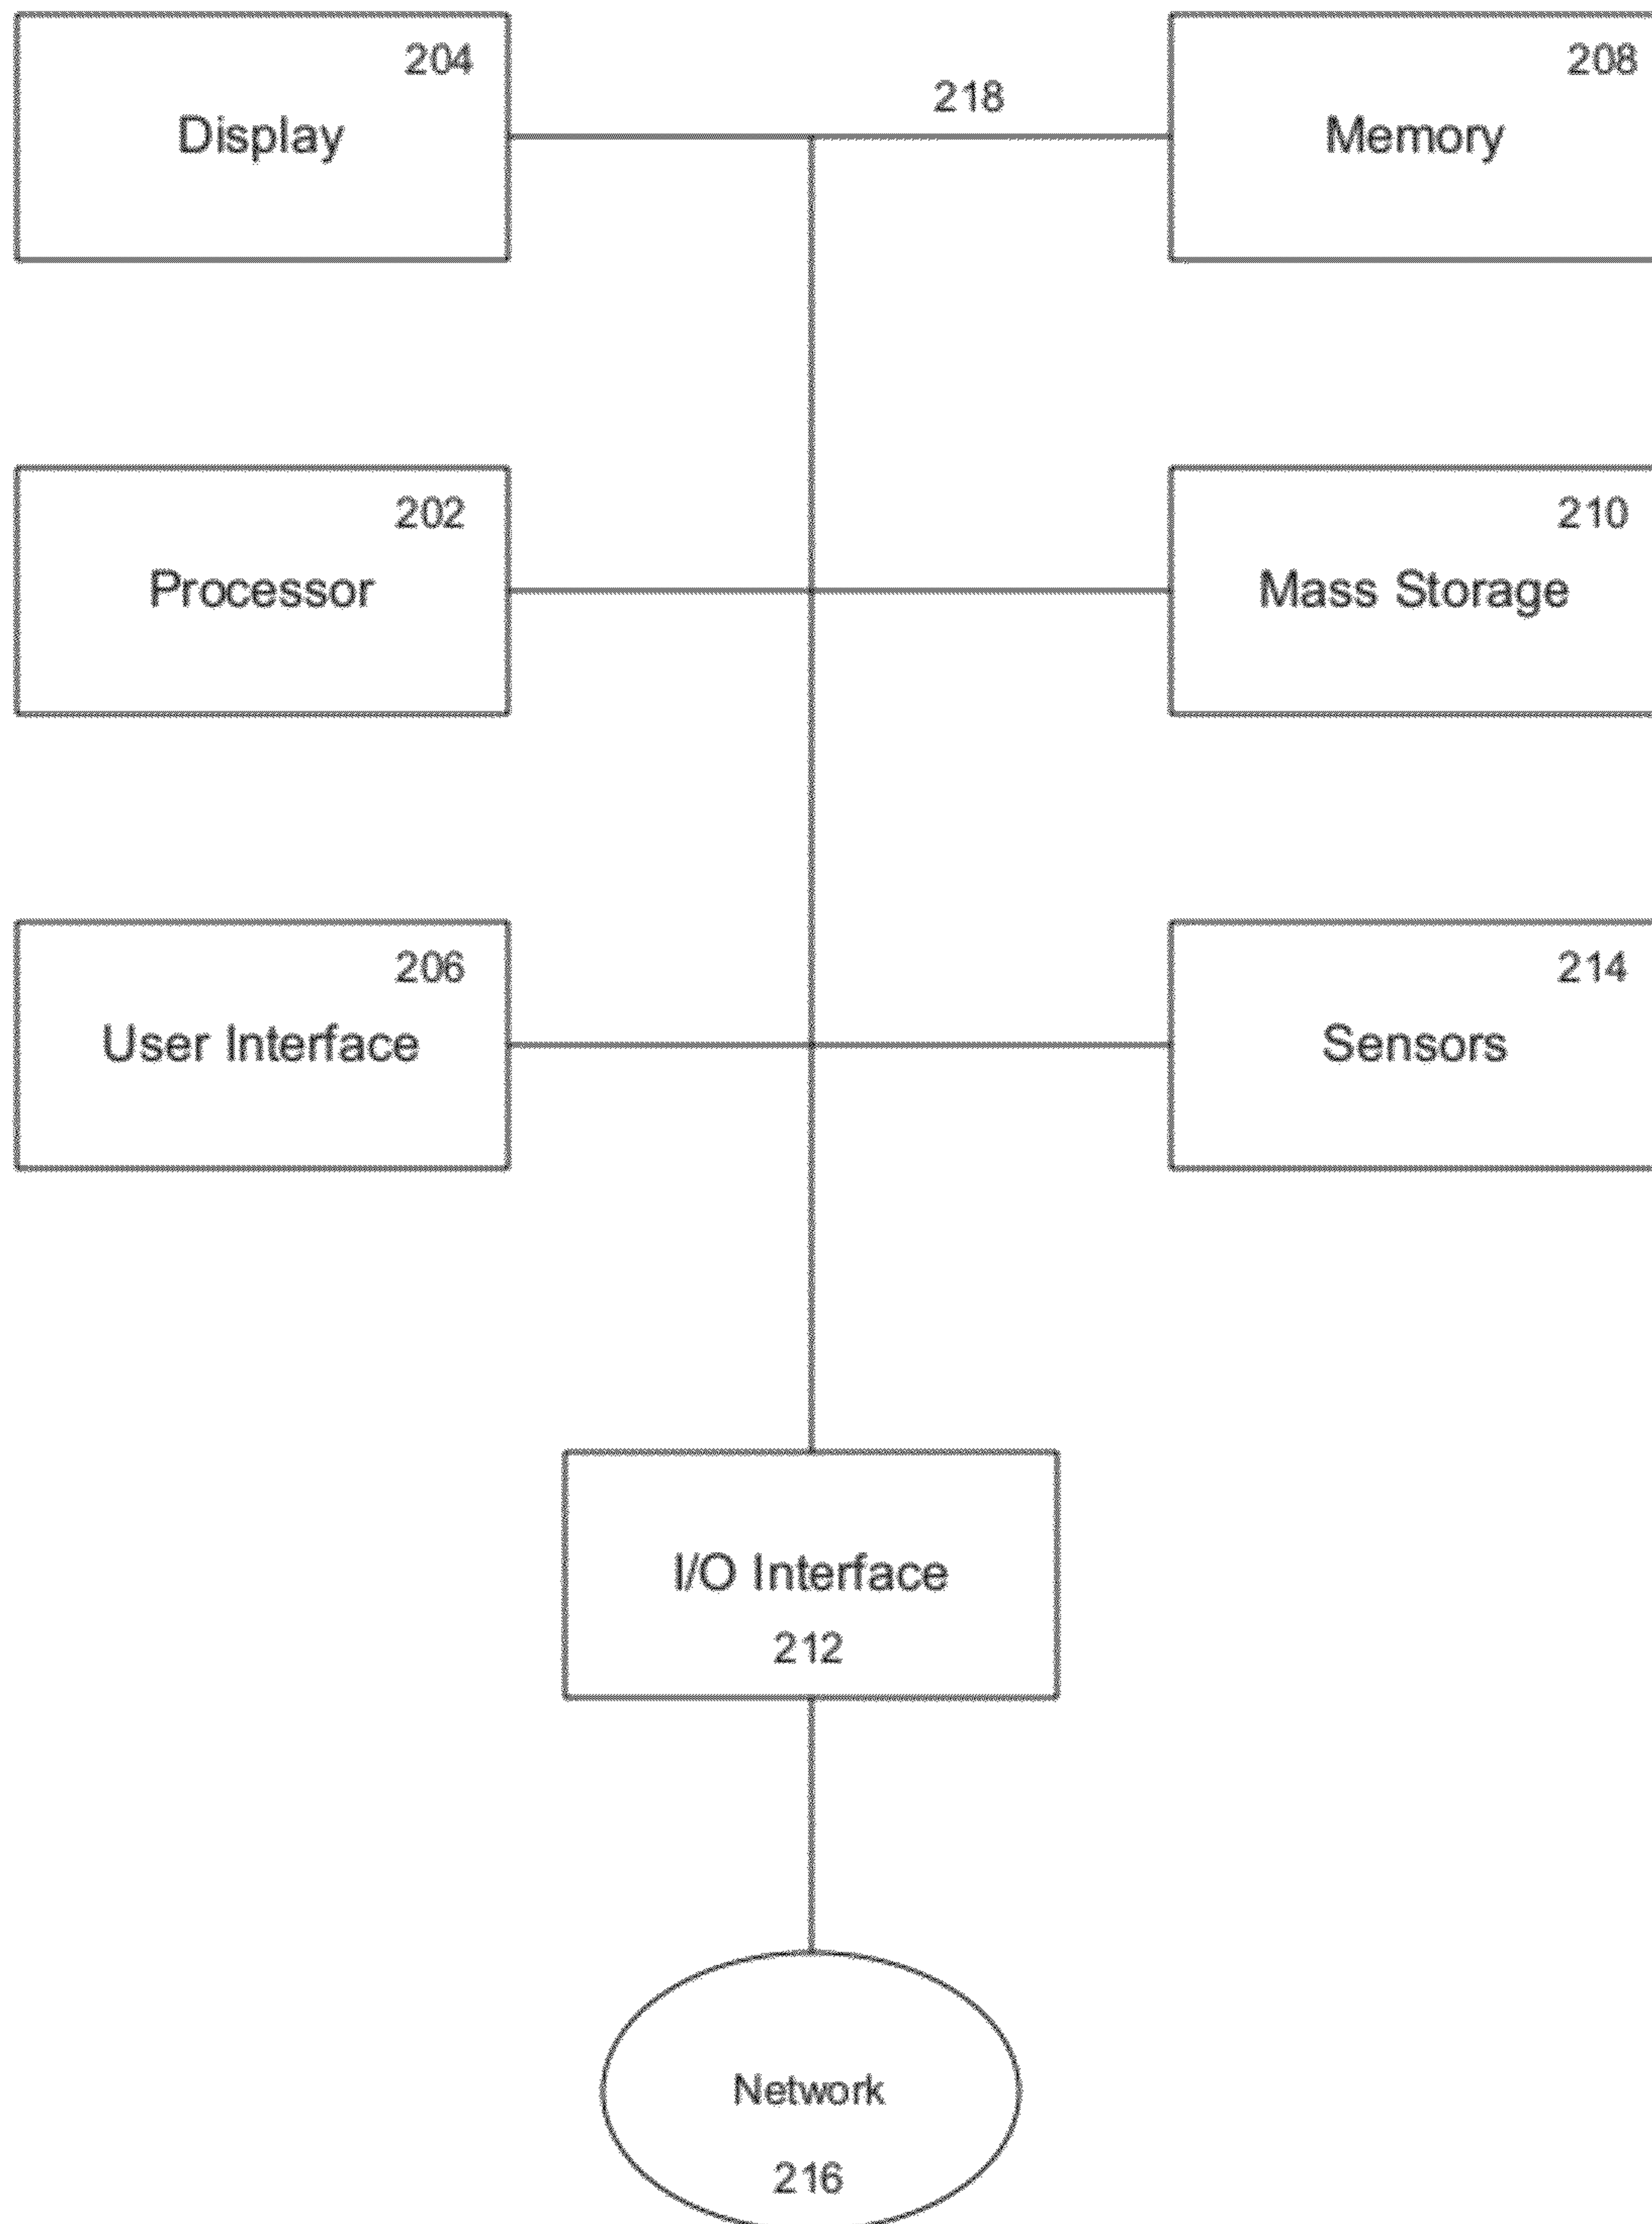 204
Display
218
208
Memory
202
Processor
210
Mass Storage
206
User Interface
214
Sensors
I/O Interface
212
Network
216